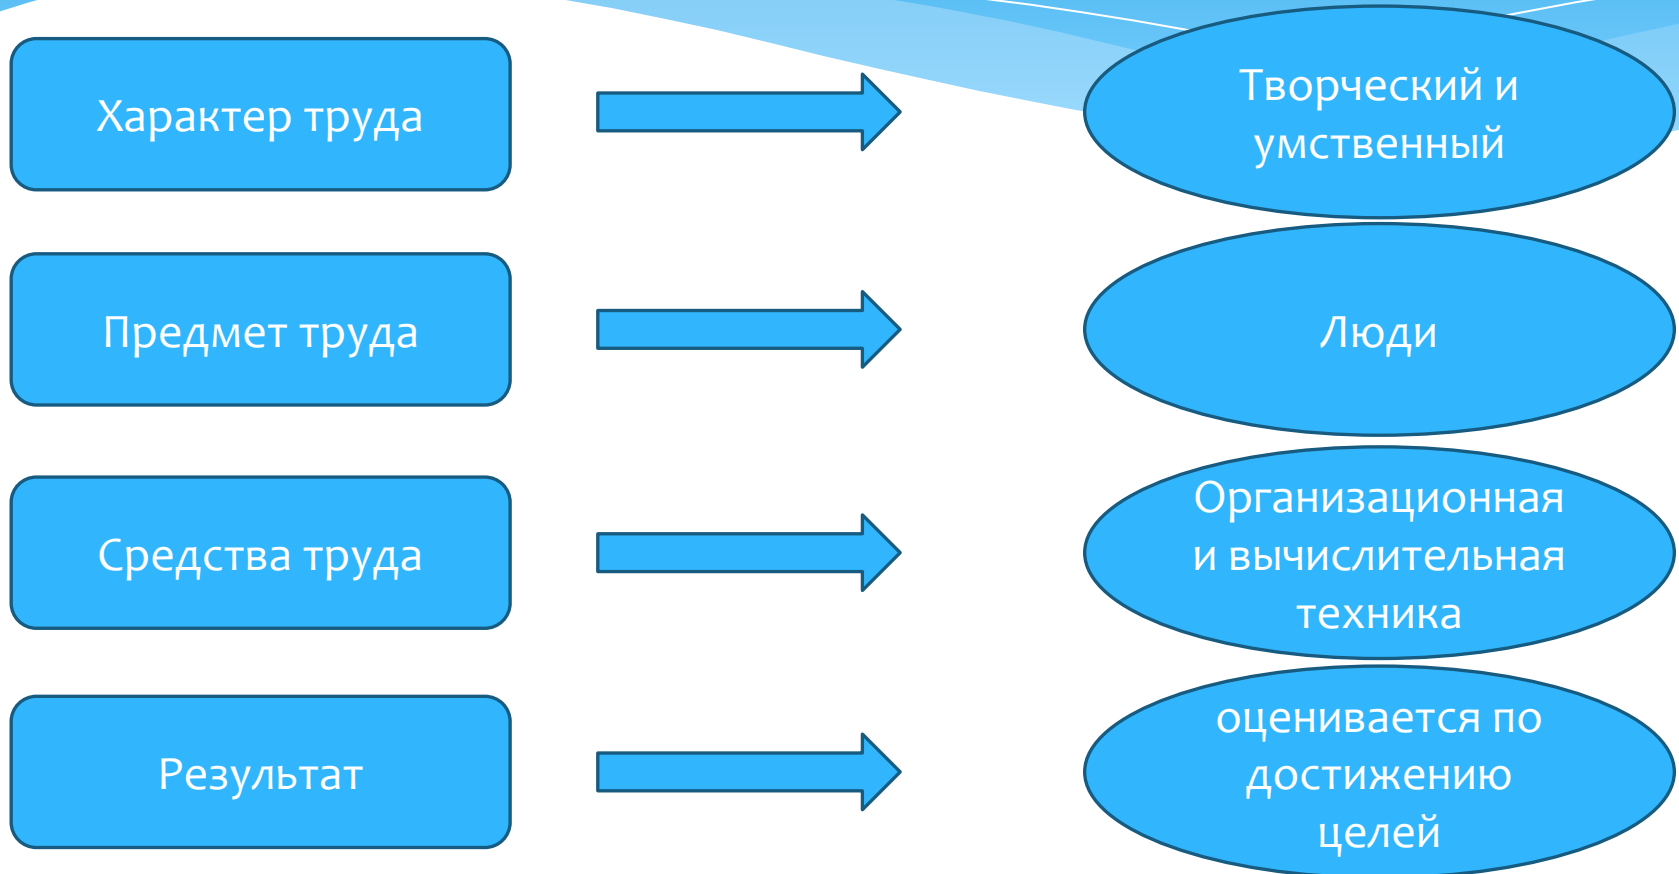 Характер труда
Творческий и
умственный
Предмет труда
Люди
Средства труда
Организационная
и вычислительная
техника
Результат
оценивается по
достижению
целей